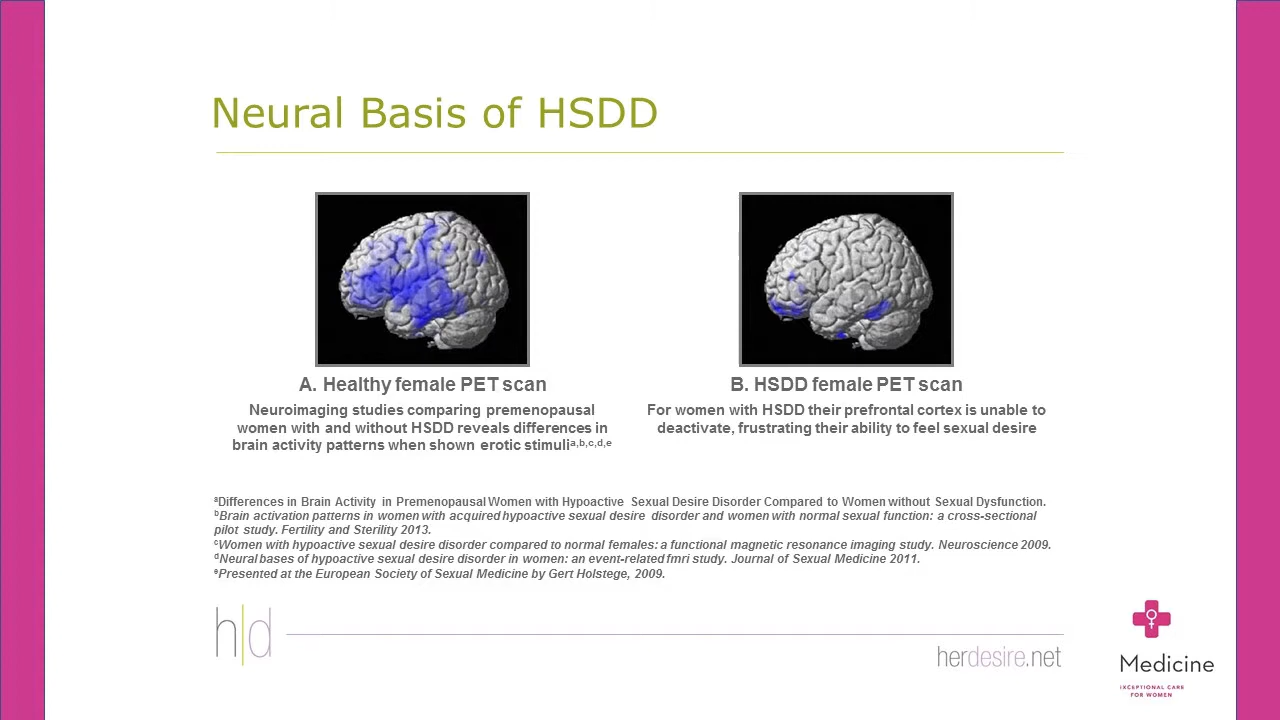 Neural Basis of HSDD
A. Healthy female PET scan
Neuroimaging studies comparing premenopausal
women with and without HSDD reveals differences in
brain activity patterns when shown erotic stimuliᵃ,ᵇ,ᶜ,ᵈ,ᵉ
B. HSDD female PET scan
For women with HSDD their prefrontal cortex is unable to
deactivate, frustrating their ability to feel sexual desire
ᵃDifferences in Brain Activity in Premenopausal Women with Hypoactive Sexual Desire Disorder Compared to Women without Sexual Dysfunction.
ᵇBrain activation patterns in women with acquired hypoactive sexual desire disorder and women with normal sexual function: a cross-sectional
pilot study. Fertility and Sterility 2013.
ᶜWomen with hypoactive sexual desire disorder compared to normal females: a functional magnetic resonance imaging study. Neuroscience 2009.
ᵈNeural bases of hypoactive sexual desire disorder in women: an event-related fmri study. Journal of Sexual Medicine 2011.
ᵉPresented at the European Society of Sexual Medicine by Gert Holstege, 2009.
h|d
herdesire.net
Medicine
EXCEPTIONAL CARE
FOR WOMEN